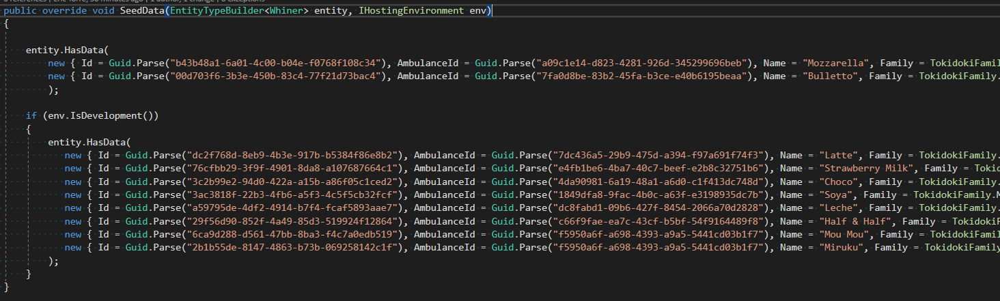 public override void SeedData(EntityTypeBuilder<Whiner> entity, IHostingEnvironment env)
{
entity.HasData(
new { Id = Guid.Parse("b43b48a1-6a01-4c00-b04e-f0768f108c34"), AmbulanceId = Guid.Parse("a09c1e14-d823-4281-926d-345299696beb"), Name = "Mozzarella", Family = TokidokiFamily
new { Id = Guid.Parse("00d703f6-3b3e-450b-83c4-77f21d73bac4"), AmbulanceId = Guid.Parse("7fa0d8be-83b2-45fa-b3ce-e40b6195beaa"), Name = "Bulletto", Family = TokidokiFamily.
);
if (env.IsDevelopment())
{
entity.HasData(
new { Id = Guid.Parse("dc2f768d-8eb9-4b3e-917b-b5384f86e8b2"), AmbulanceId = Guid.Parse("7dc436a5-29b9-475d-a394-f97a691f74f3"), Name = "Latte", Family = TokidokiFamily.
new { Id = Guid.Parse("76cfbb29-3f9f-4901-8da8-a107687664c1"), AmbulanceId = Guid.Parse("e4fb1be6-4ba7-40c7-beef-e2b8c32751b6"), Name = "Strawberry Milk", Family = Tokid
new { Id = Guid.Parse("3c2b99e2-94d0-422a-a15b-a86f05c1ced2"), AmbulanceId = Guid.Parse("4da90981-6a19-48a1-a6d0-c1f413dc748d"), Name = "Choco", Family = TokidokiFamily.
new { Id = Guid.Parse("3ac3818f-22b3-4fb6-a5f3-4c5f5cb32fcf"), AmbulanceId = Guid.Parse("1849dfa8-9fac-4b0c-a63f-e3198935dc7b"), Name = "Soya", Family = TokidokiFamily.M
new { Id = Guid.Parse("a59795de-4df2-4914-b7f4-fcaf5893aae7"), AmbulanceId = Guid.Parse("dc8fabd1-09b6-427f-8454-2066a70d2828"), Name = "Leche", Family = TokidokiFamily.
new { Id = Guid.Parse("29f56d90-852f-4a49-85d3-519924f12864"), AmbulanceId = Guid.Parse("c66f9fae-ea7c-43cf-b5bf-54f9164489f8"), Name = "Half & Half", Family = TokidokiF
new { Id = Guid.Parse("6ca9d288-d561-47bb-8ba3-f4c7a0edb519"), AmbulanceId = Guid.Parse("f5950a6f-a698-4393-a9a5-5441cd03b1f7"), Name = "Mou Mou", Family = TokidokiFamily
new { Id = Guid.Parse("2b1b55de-8147-4863-b73b-069258142c1f"), AmbulanceId = Guid.Parse("f5950a6f-a698-4393-a9a5-5441cd03b1f7"), Name = "Miruku", Family = TokidokiFamily
);
}
}